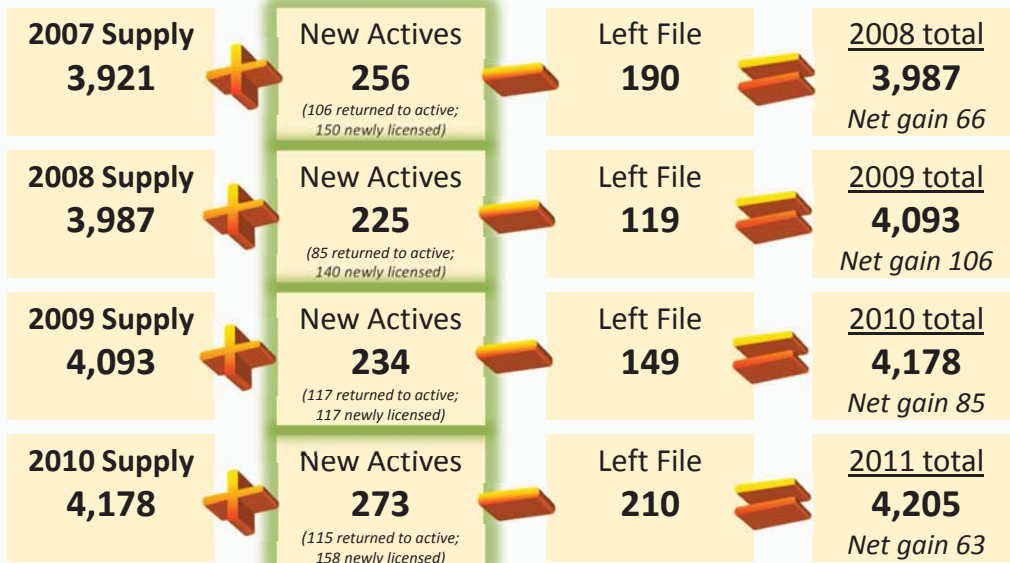 2007 Supply
3,921
New Actives
256
(106 returned to active;
150 newly licensed)
Left File
190
2008 total
3,987
Net gain 66
2008 Supply
3,987
New Actives
225
(85 returned to active;
140 newly licensed)
Left File
119
2009 total
4,093
Net gain 106
2009 Supply
4,093
New Actives
234
(117 returned to active;
117 newly licensed)
Left File
149
2010 total
4,178
Net gain 85
2010 Supply
4,178
New Actives
273
(115 returned to active;
158 newly licensed)
Left File
210
2011 total
4,205
Net gain 63